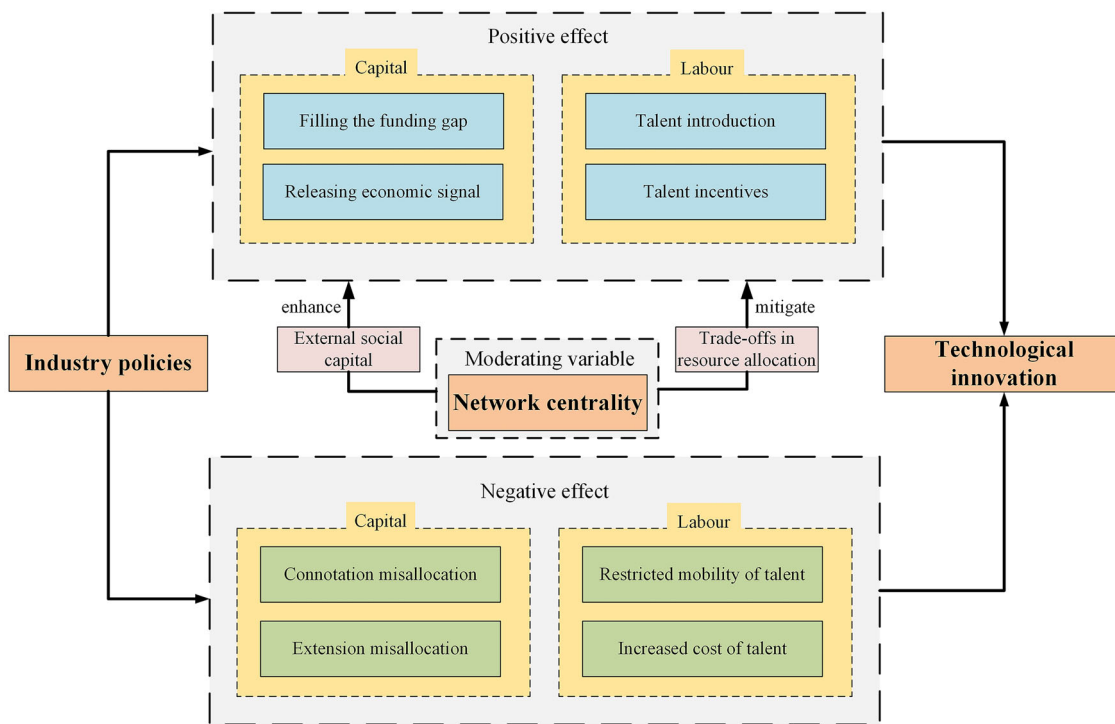 Positive effect
Capital
Labour
Filling the funding gap
Talent introduction
Releasing economic signal
Talent incentives
enhance
mitigate
External social
capital
Trade-offs in
resource allocation
Industry policies
Moderating variable
Network centrality
Technological
innovation
Negative effect
Capital
Labour
Connotation misallocation
Restricted mobility of talent
Extension misallocation
Increased cost of talent